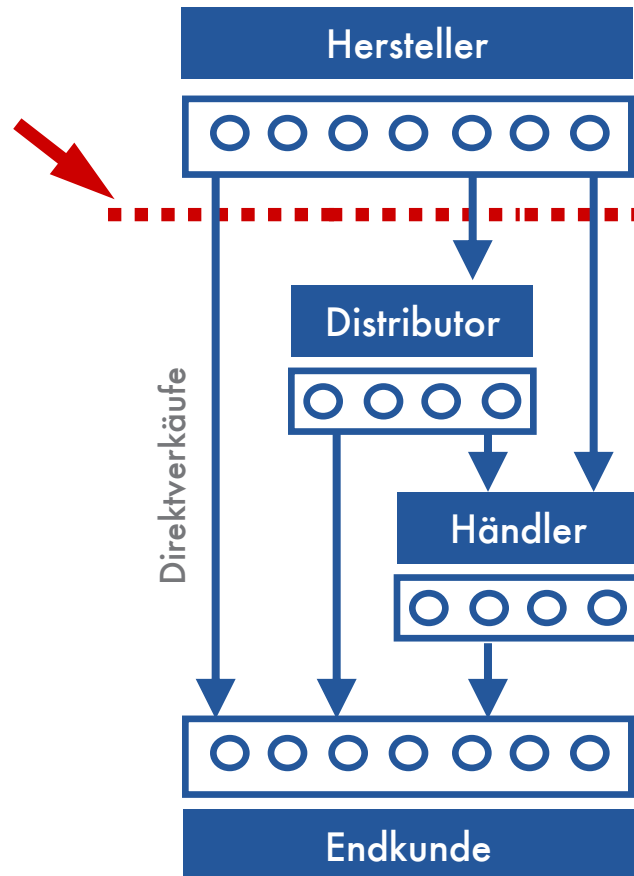 Hersteller
Distributor
Direktverkäufe
Händler
Endkunde